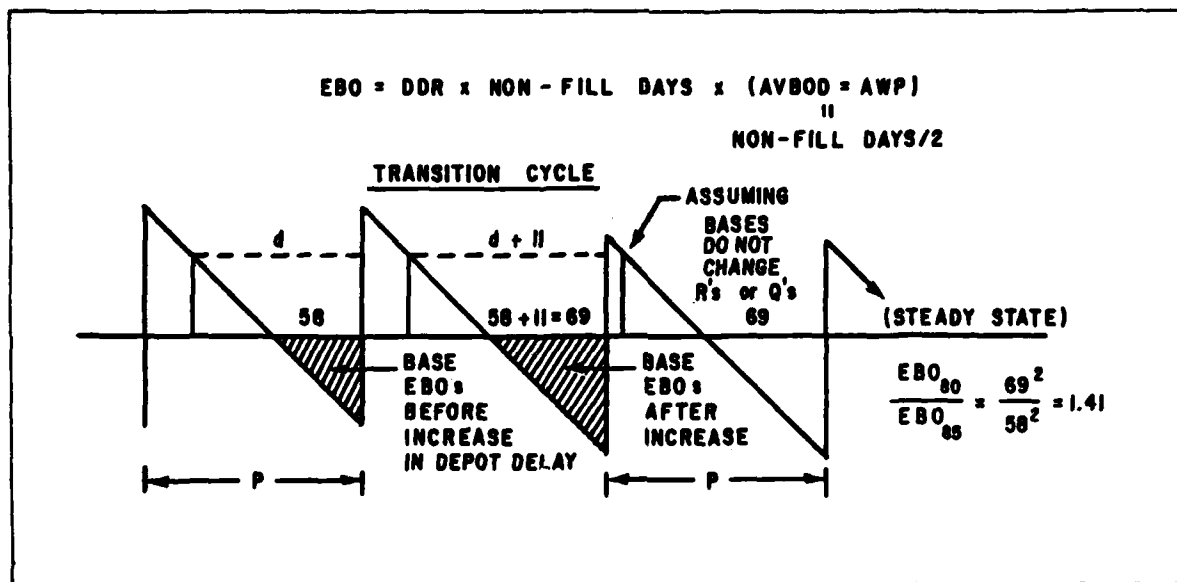 EBO = DDR x NON-FILL DAYS x (AVBOD = AWP)
=
NON-FILL DAYS/2
TRANSITION CYCLE
ASSUMING
BASES
DO NOT
CHANGE
R's or Q's
d
d + 11
58
58 + 11 = 69
69
(STEADY STATE)
BASE
EBOs
BEFORE
INCREASE
IN DEPOT DELAY
BASE
EBOs
AFTER
INCREASE
EBO80 / EBO85 = 69² / 58² = 1.41
P
P